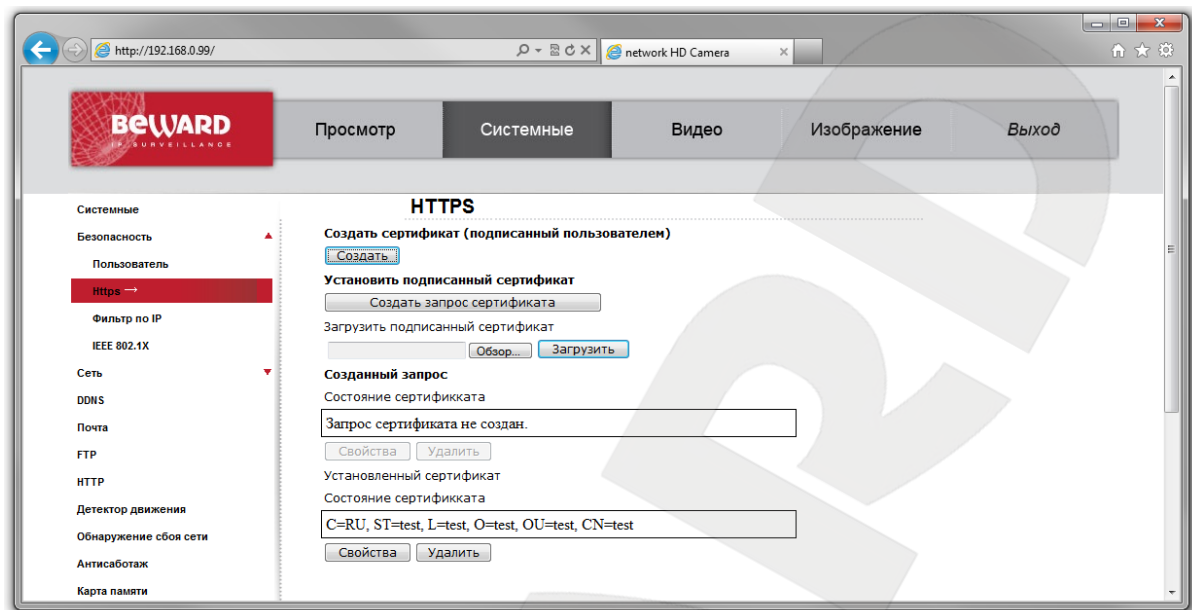 http://192.168.0.99/
network HD Camera
BEWARD
IP SURVEILLANCE
Просмотр
Системные
Видео
Изображение
Выход
Системные
Безопасность
Пользователь
Https →
Фильтр по IP
IEEE 802.1X
Сеть
DDNS
Почта
FTP
HTTP
Детектор движения
Обнаружение сбоя сети
Антисаботаж
Карта памяти
HTTPS
Создать сертификат (подписанный пользователем)
Создать
Установить подписанный сертификат
Создать запрос сертификата
Загрузить подписанный сертификат
Обзор... Загрузить
Созданный запрос
Состояние сертификката
Запрос сертификата не создан.
Свойства Удалить
Установленный сертификат
Состояние сертификката
C=RU, ST=test, L=test, O=test, OU=test, CN=test
Свойства Удалить